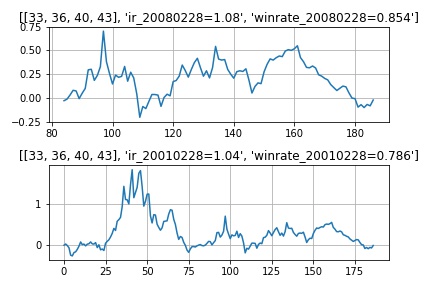 [[33, 36, 40, 43], 'ir_20080228=1.08', 'winrate_20080228=0.854']
0.75
0.50
0.25
0.00
−0.25
80 100 120 140 160 180
[[33, 36, 40, 43], 'ir_20010228=1.04', 'winrate_20010228=0.786']
1
0
0 25 50 75 100 125 150 175